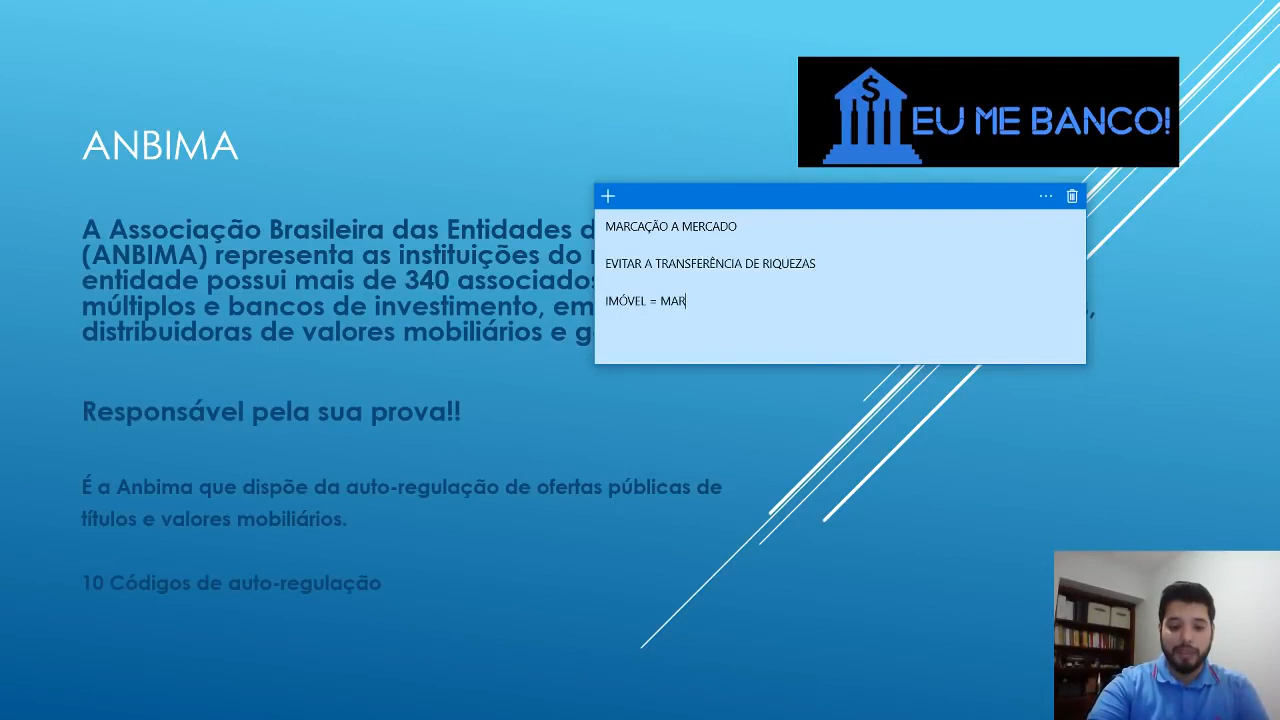 $ EU ME BANCO!
ANBIMA
MARCAÇÃO A MERCADO
EVITAR A TRANSFERÊNCIA DE RIQUEZAS
IMÓVEL = MAR
A Associação Brasileira das Entidades
(ANBIMA) representa as instituições do
entidade possui mais de 340 associados
múltiplos e bancos de investimento,
distribuidoras de valores mobiliários e
Responsável pela sua prova!!
É a Anbima que dispõe da auto-regulação de ofertas públicas de
títulos e valores mobiliários.
10 Códigos de auto-regulação